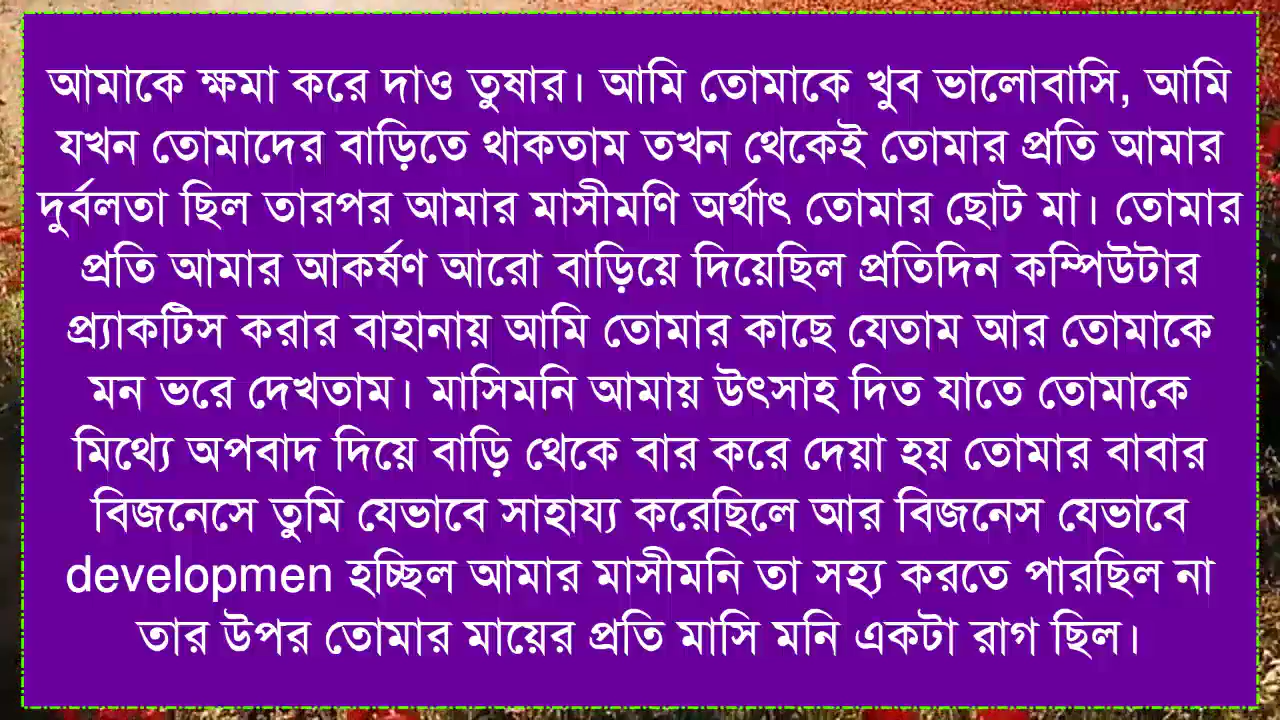 আমাকে ক্ষমা করে দাও তুষার। আমি তোমাকে খুব ভালোবাসি, আমি
যখন তোমাদের বাড়িতে থাকতাম তখন থেকেই তোমার প্রতি আমার
দুর্বলতা ছিল তারপর আমার মাসীমণি অর্থাৎ তোমার ছোট মা। তোমার
প্রতি আমার আকর্ষণ আরো বাড়িয়ে দিয়েছিল প্রতিদিন কম্পিউটার
প্র্যাকটিস করার বাহানায় আমি তোমার কাছে যেতাম আর তোমাকে
মন ভরে দেখতাম। মাসিমনি আমায় উৎসাহ দিত যাতে তোমাকে
মিথ্যে অপবাদ দিয়ে বাড়ি থেকে বার করে দেয়া হয় তোমার বাবার
বিজনেসে তুমি যেভাবে সাহায্য করেছিলে আর বিজনেস যেভাবে
developmen হচ্ছিল আমার মাসীমনি তা সহ্য করতে পারছিল না
তার উপর তোমার মায়ের প্রতি মাসি মনি একটা রাগ ছিল।